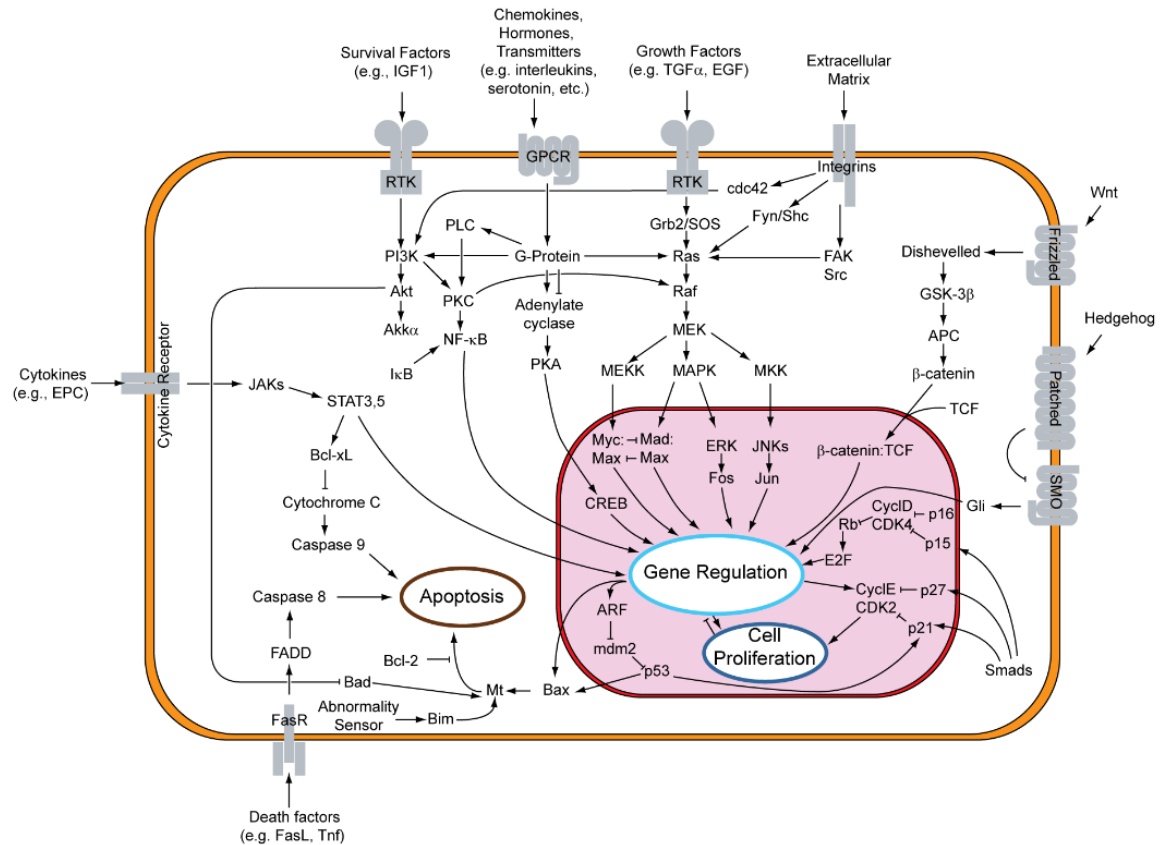 Chemokines,
Hormones,
Transmitters
(e.g. interleukins,
serotonin, etc.)
Survival Factors
(e.g., IGF1)
Growth Factors
(e.g. TGFα, EGF)
Extracellular
Matrix
GPCR
Integrins
RTK
RTK
cdc42
Wnt
PLC
Grb2/SOS
Fyn/Shc
Frizzled
PI3K
G-Protein
Ras
FAK
Src
Dishevelled
Akt
PKC
Adenylate
cyclase
Raf
GSK-3β
Akkα
NF-κB
MEK
APC
Hedgehog
IκB
PKA
MEKK
MAPK
MKK
β-catenin
Patched
Cytokines
(e.g., EPC)
Cytokine Receptor
JAKs
STAT3,5
TCF
Myc:
Max
Mad:
Max
ERK
JNKs
β-catenin:TCF
Bcl-xL
Fos
Jun
SMO
Cytochrome C
CREB
CyclD
CDK4
p16
Gli
Rb
p15
Caspase 9
E2F
Gene Regulation
Caspase 8
Apoptosis
ARF
CyclE
CDK2
p27
p21
FADD
Bcl-2
mdm2
Cell
Proliferation
Smads
Bad
Mt
Bax
p53
FasR
Abnormality
Sensor
Bim
Death factors
(e.g. FasL, Tnf)